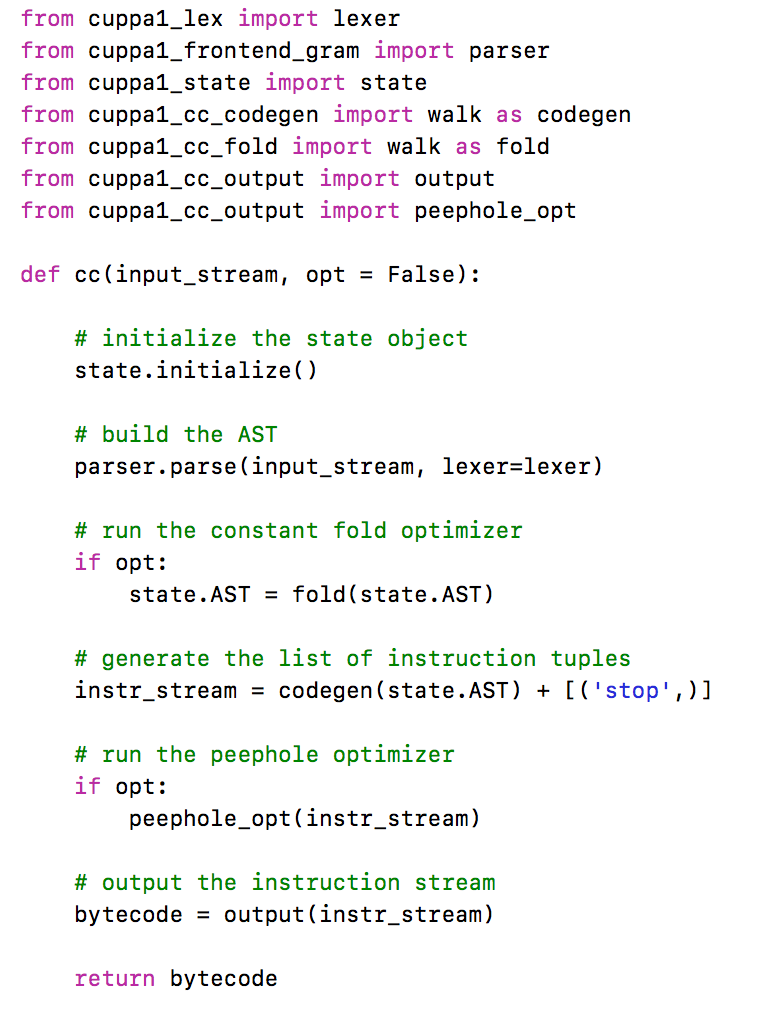 from cuppa1_lex import lexer
from cuppa1_frontend_gram import parser
from cuppa1_state import state
from cuppa1_cc_codegen import walk as codegen
from cuppa1_cc_fold import walk as fold
from cuppa1_cc_output import output
from cuppa1_cc_output import peephole_opt

def cc(input_stream, opt = False):

    # initialize the state object
    state.initialize()

    # build the AST
    parser.parse(input_stream, lexer=lexer)

    # run the constant fold optimizer
    if opt:
        state.AST = fold(state.AST)

    # generate the list of instruction tuples
    instr_stream = codegen(state.AST) + [('stop',)]

    # run the peephole optimizer
    if opt:
        peephole_opt(instr_stream)

    # output the instruction stream
    bytecode = output(instr_stream)

    return bytecode